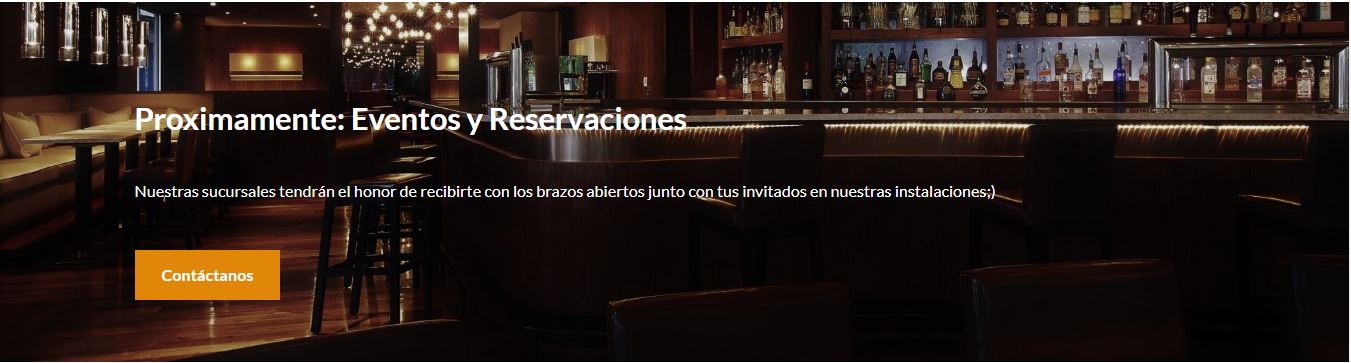 Proximamente: Eventos y Reservaciones
Nuestras sucursales tendrán el honor de recibirte con los brazos abiertos junto con tus invitados en nuestras instalaciones;)
Contáctanos